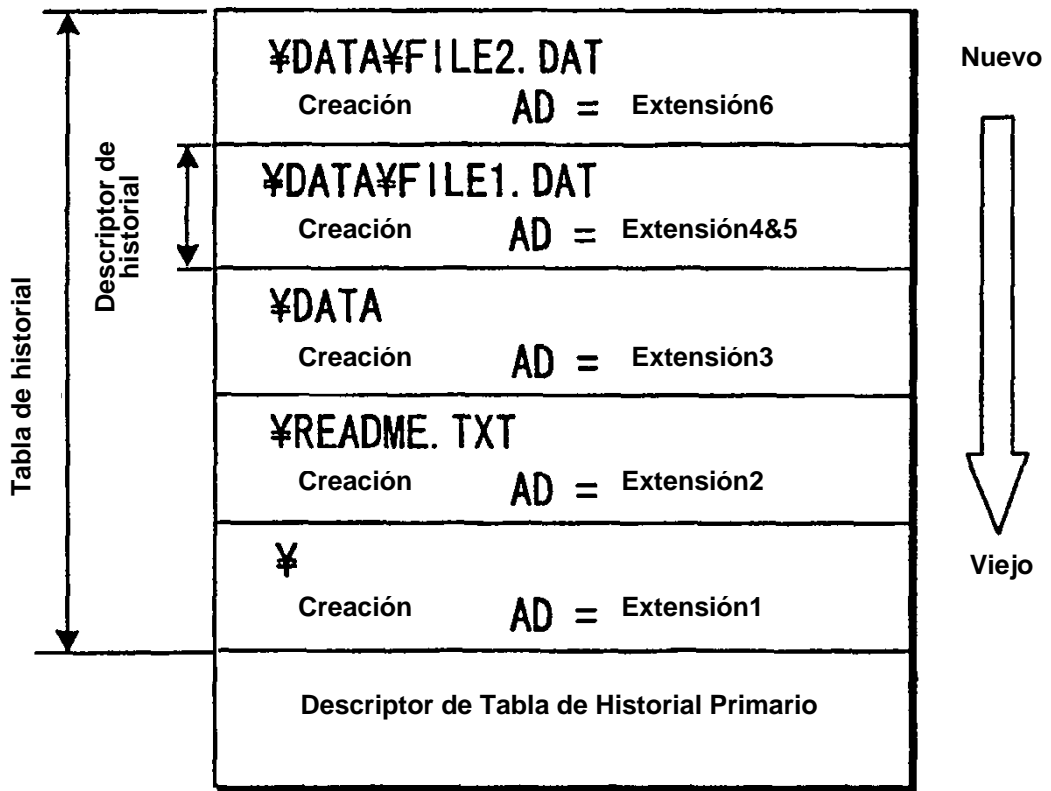 ¥DATA¥FILE2.DAT
Creación AD = Extensión6
¥DATA¥FILE1.DAT
Creación AD = Extensión4&5
¥DATA
Creación AD = Extensión3
¥README.TXT
Creación AD = Extensión2
¥
Creación AD = Extensión1
Descriptor de Tabla de Historial Primario
Tabla de historial
Descriptor de
historial
Nuevo
Viejo